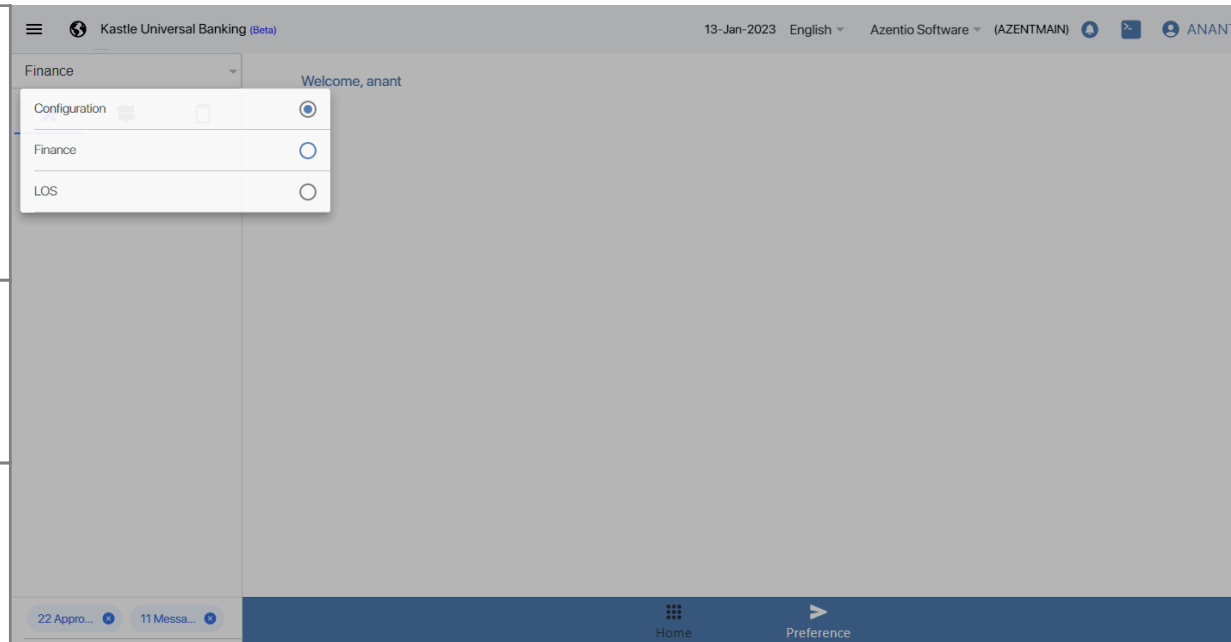 Kastle Universal Banking (Beta)
13-Jan-2023 English Azentio Software (AZENTMAIN) ANANT
Finance
Welcome, anant
Configuration
Finance
LOS
22 Appro... 11 Messa...
Home Preference